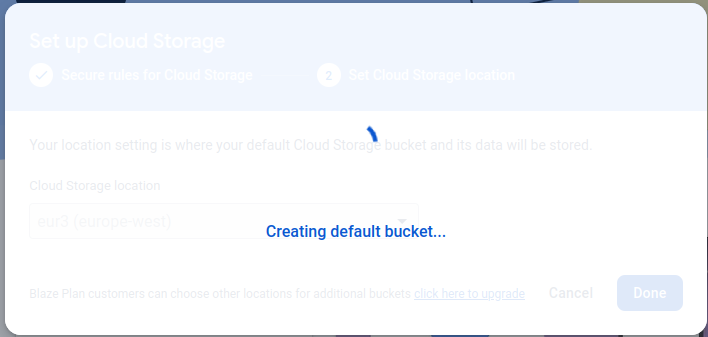 Set up Cloud Storage
Secure rules for Cloud Storage
2 Set Cloud Storage location
Your location setting is where your default Cloud Storage bucket and its data will be stored.
Cloud Storage location
eur3 (europe-west)
Creating default bucket...
Blaze Plan customers can choose other locations for additional buckets click here to upgrade
Cancel
Done